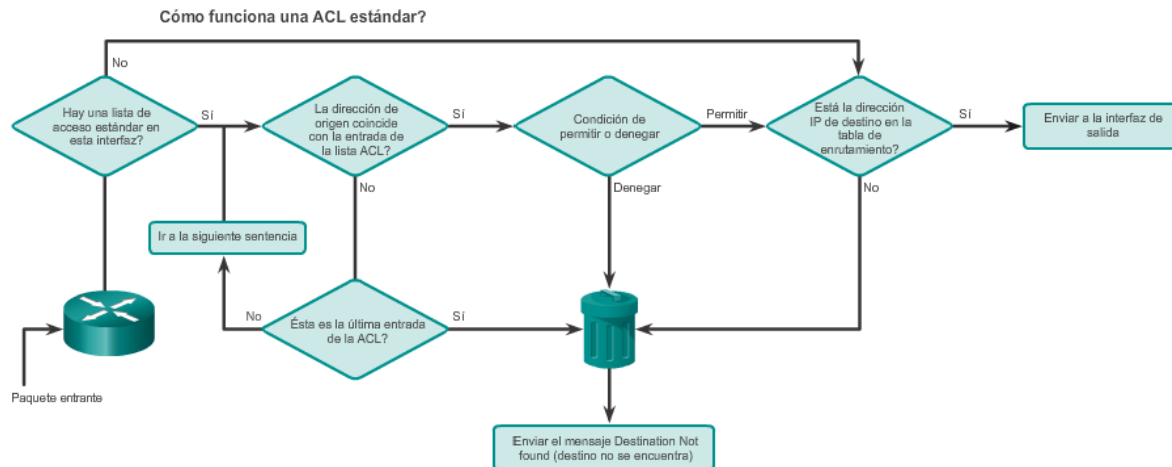 Cómo funciona una ACL estándar?
No
Hay una lista de
acceso estándar en
esta interfaz?
Sí
La dirección de
origen coincide
con la entrada de
la lista ACL?
Sí
Condición de
permitir o denegar
Permitir
Está la dirección
IP de destino en la
tabla de
enrutamiento?
Sí
Enviar a la interfaz de
salida
No
Denegar
No
Ir a la siguiente sentencia
No
Ésta es la última entrada
de la ACL?
Sí
Paquete entrante
Enviar el mensaje Destination Not
found (destino no se encuentra)